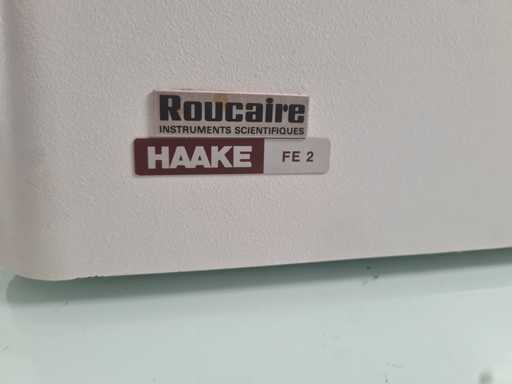 Roucaire
INSTRUMENTS SCIENTIFIQUES
HAAKE FE 2